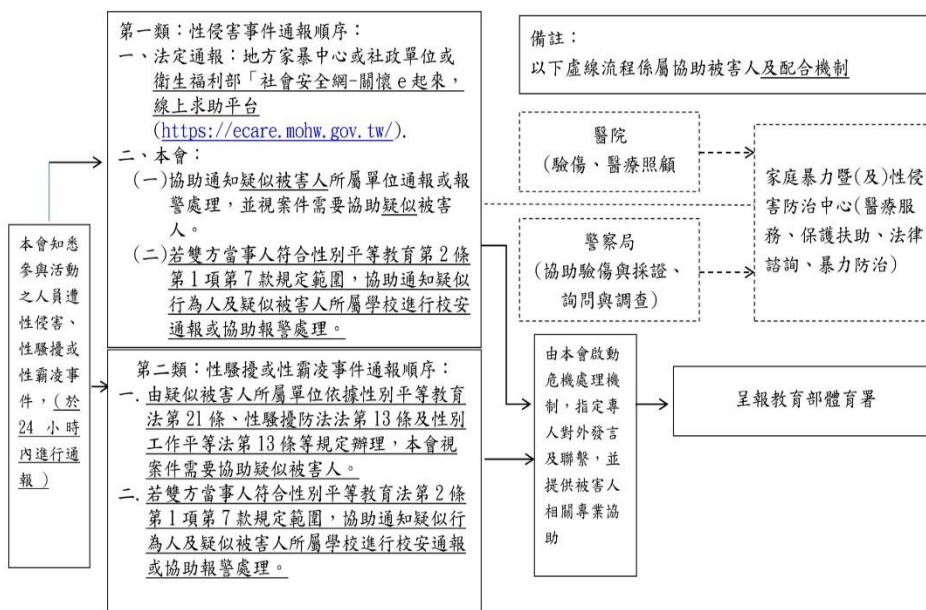 本會知悉
參與活動
之人員遭
性侵害、
性騷擾或
性霸凌事
件，(於
24 小時
內進行通
報)
第一類：性侵害事件通報順序：
一、法定通報：地方家暴中心或社政單位或
衛生福利部「社會安全網-關懷 e 起來，
線上求助平台
(https://ecare.mohw.gov.tw/).
二、本會：
(一)協助通知疑似被害人所屬單位通報或報
警處理，並視案件需要協助疑似被害
人。
(二)若雙方當事人符合性別平等教育第 2 條
第 1 項第 7 款規定範圍，協助通知疑似
行為人及疑似被害人所屬學校進行校安
通報或協助報警處理。
第二類：性騷擾或性霸凌事件通報順序：
一. 由疑似被害人所屬單位依據性別平等教育
法第 21 條、性騷擾防法法第 13 條及性別
工作平等法第 13 條等規定辦理，本會視
案件需要協助疑似被害人。
二. 若雙方當事人符合性別平等教育法第 2 條
第 1 項第 7 款規定範圍，協助通知疑似行
為人及疑似被害人所屬學校進行校安通報
或協助報警處理。
備註：
以下虛線流程係屬協助被害人及配合機制
醫院
(驗傷、醫療照顧
警察局
(協助驗傷與採證、
詢問與調查)
家庭暴力暨(及)性侵
害防治中心(醫療服
務、保護扶助、法律
諮詢、暴力防治)
由本會啟動
危機處理機
制，指定專
人對外發言
及聯繫，並
提供被害人
相關專業協
助
呈報教育部體育署